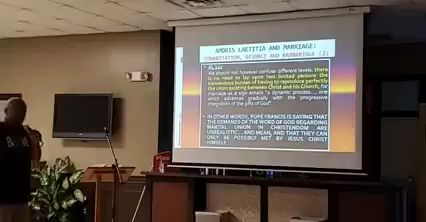 AMORIS LAETITIA AND MARRIAGE:
COHABITATION, DIVORCE AND REMARRIAGE (3)
"We should not however confuse different levels: there
is no need to lay upon two limited persons the
tremendous burden of having to reproduce perfectly
the union existing between Christ and his Church, for
marriage as a sign entails "a dynamic process..., one
which advances gradually with the progressive
integration of the gifts of God".
• IN OTHER WORDS, POPE FRANCIS IS SAYING THAT
THE DEMANDS OF THE WORD OF GOD REGARDING
MARITAL UNION IN CHRISTENDOM ARE
UNREALISTIC... AND MEAN, AND THAT THEY CAN
ONLY BE POSSIBLY MET BY JESUS CHRIST
HIMSELF.